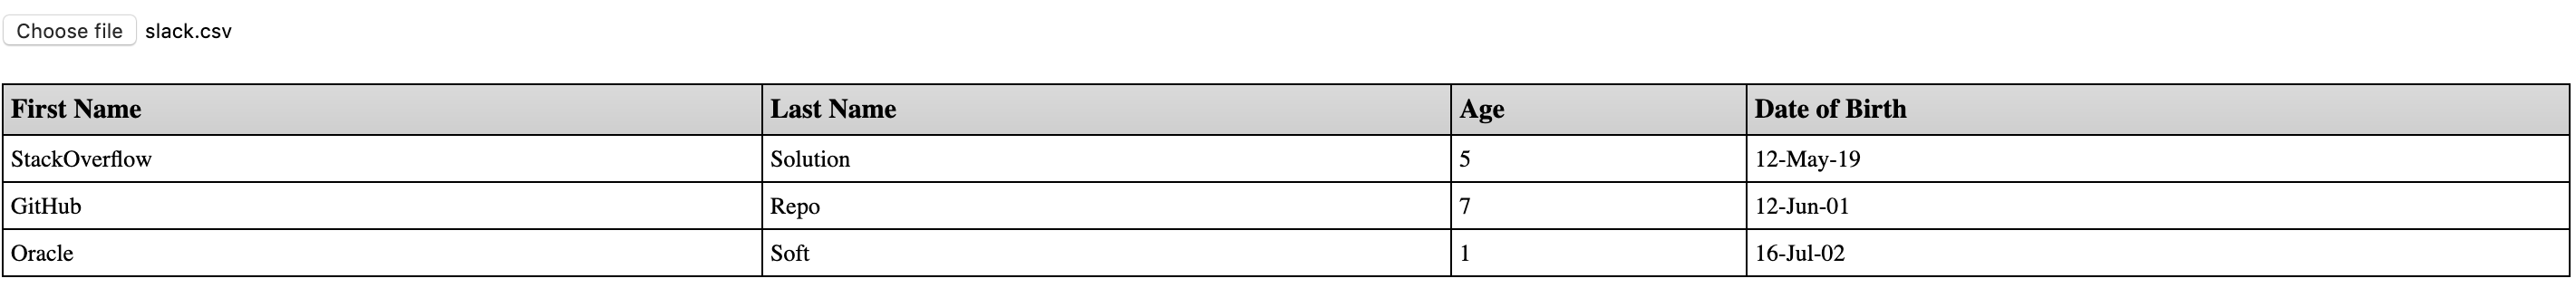 Choose file slack.csv
First Name Last Name Age Date of Birth
StackOverflow Solution 5 12-May-19
GitHub Repo 7 12-Jun-01
Oracle Soft 1 16-Jul-02